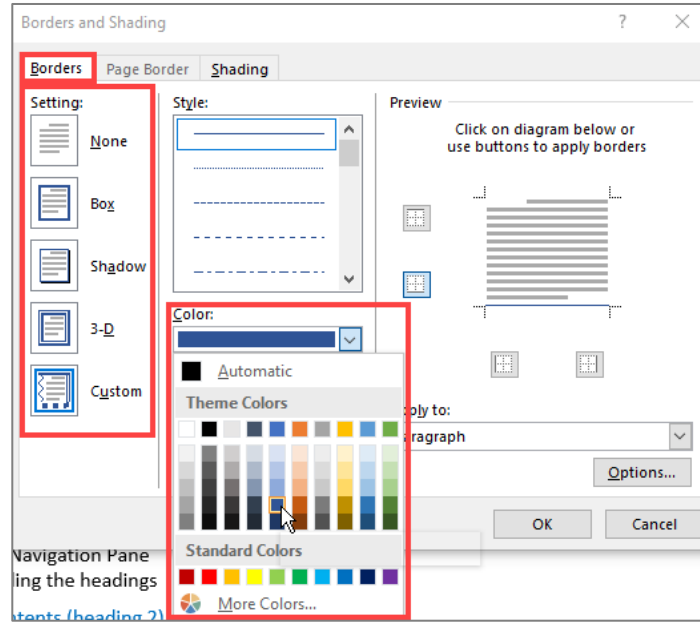 Borders and Shading
?
Borders Page Border Shading
Setting:
None
Box
Shadow
3-D
Custom
Style:
Color:
Automatic
Theme Colors
Standard Colors
More Colors...
Preview
Click on diagram below or
use buttons to apply borders
ply to:
ragraph
Options...
OK Cancel
Navigation Pane
ling the headings
tents (heading 2)